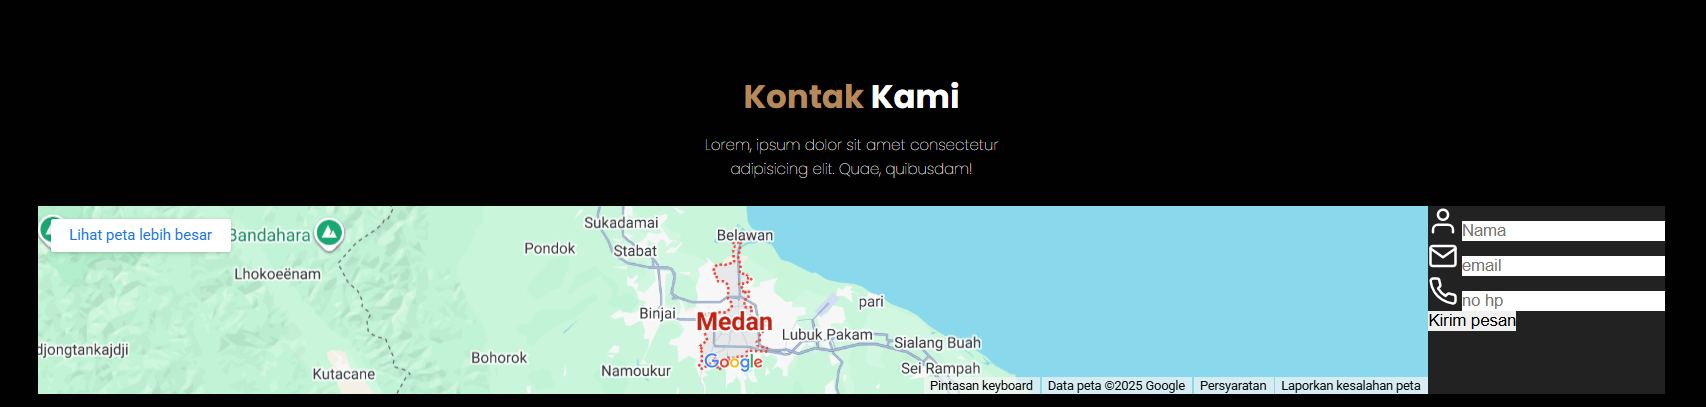 Kontak Kami
Lorem, ipsum dolor sit amet consectetur
adipisicing elit. Quae, quibusdam!
Lihat peta lebih besar
Bandahara
Sukadamai
Belawan
Pondok
Stabat
Lhokoeënam
pari
Binjai
Medan
Lubuk Pakam
Sialang Buah
djongtankajdji
Bohorok
Google
Kutacane
Namoukur
Sei Rampah
Pintasan keyboard
Data peta ©2025 Google
Persyaratan
Laporkan kesalahan peta
Nama
email
no hp
Kirim pesan